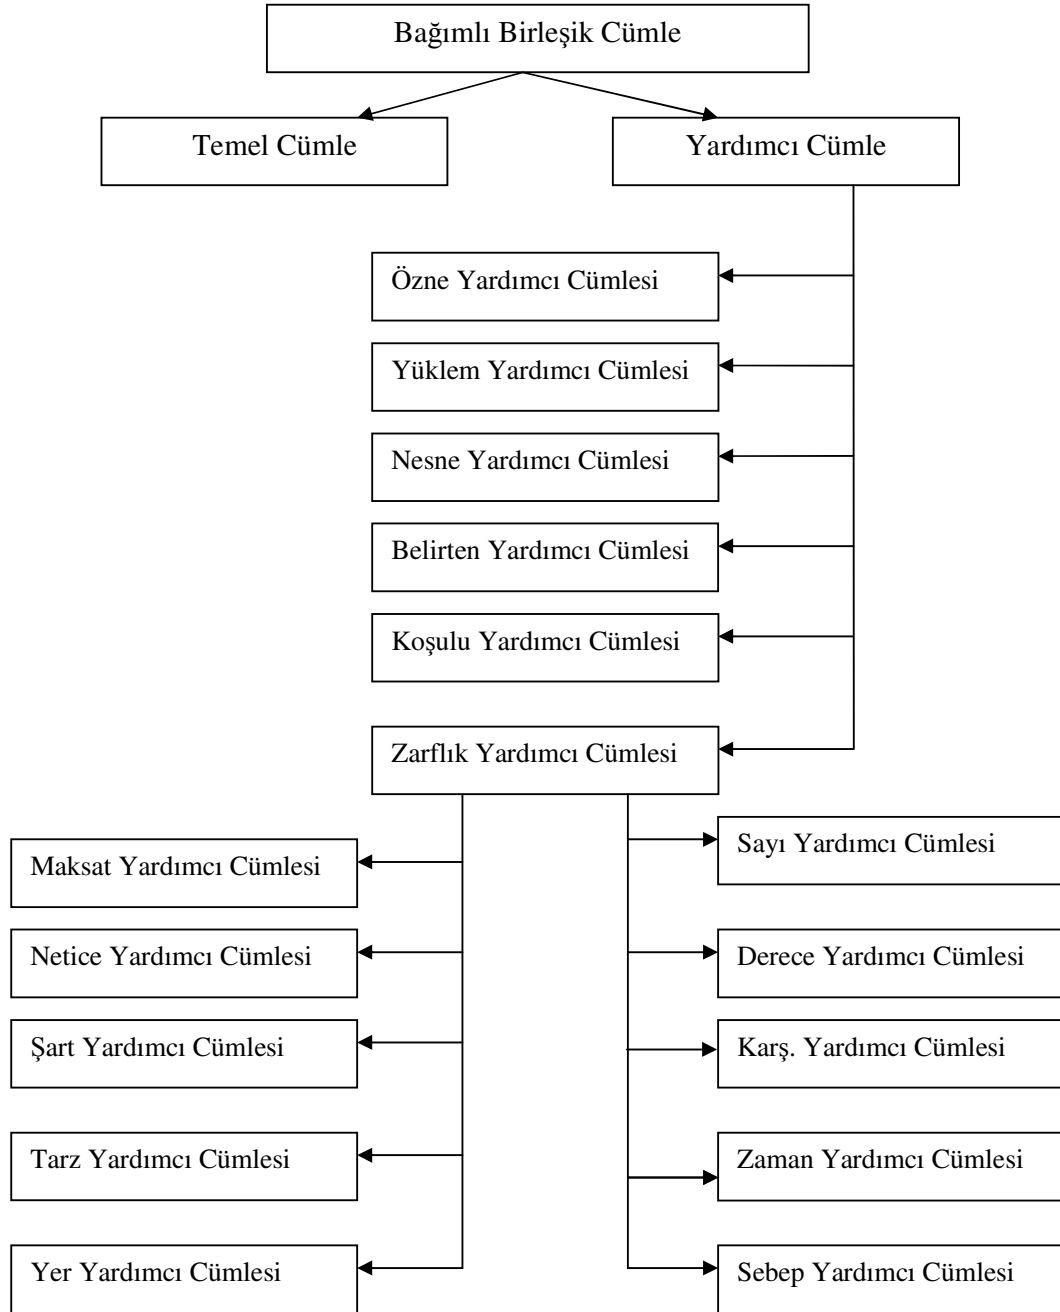 Bağımlı Birleşik Cümle
Temel Cümle
Yardımcı Cümle
Özne Yardımcı Cümlesi
Yüklem Yardımcı Cümlesi
Nesne Yardımcı Cümlesi
Belirten Yardımcı Cümlesi
Koşulu Yardımcı Cümlesi
Zarflık Yardımcı Cümlesi
Maksat Yardımcı Cümlesi
Netice Yardımcı Cümlesi
Şart Yardımcı Cümlesi
Tarz Yardımcı Cümlesi
Yer Yardımcı Cümlesi
Sayı Yardımcı Cümlesi
Derece Yardımcı Cümlesi
Karş. Yardımcı Cümlesi
Zaman Yardımcı Cümlesi
Sebep Yardımcı Cümlesi